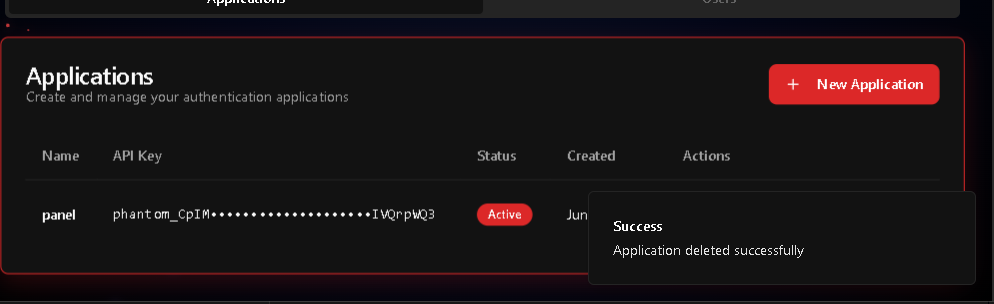 Applications Users
Applications
Create and manage your authentication applications
+ New Application
Name API Key Status Created Actions
panel phantom_CpIM••••••••••••••••••••IVQrpWQ3 Active Jun
Success
Application deleted successfully